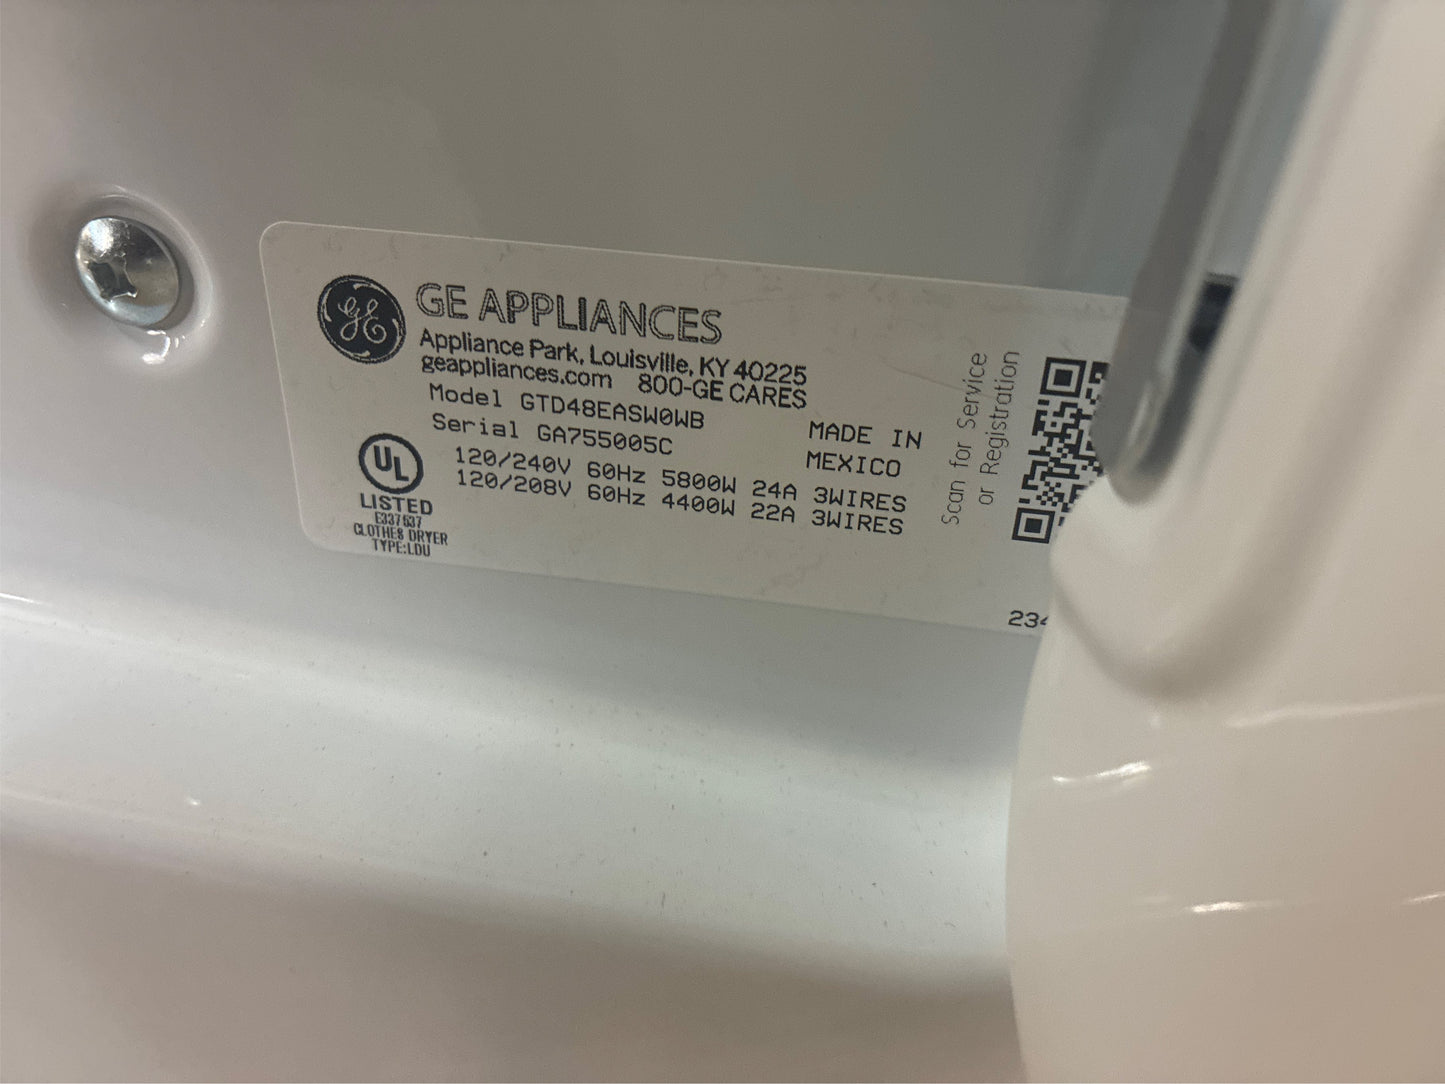 GE APPLIANCES
Appliance Park, Louisville, KY 40225
geappliances.com 800-GE CARES
Model GTD48EASW0WB
Serial GA755005C
MADE IN
MEXICO
120/240V 60Hz 5800W 24A 3WIRES
120/208V 60Hz 4400W 22A 3WIRES
UL
LISTED
E337637
CLOTHES DRYER
TYPE:LDU
Scan for Service
or Registration
GE